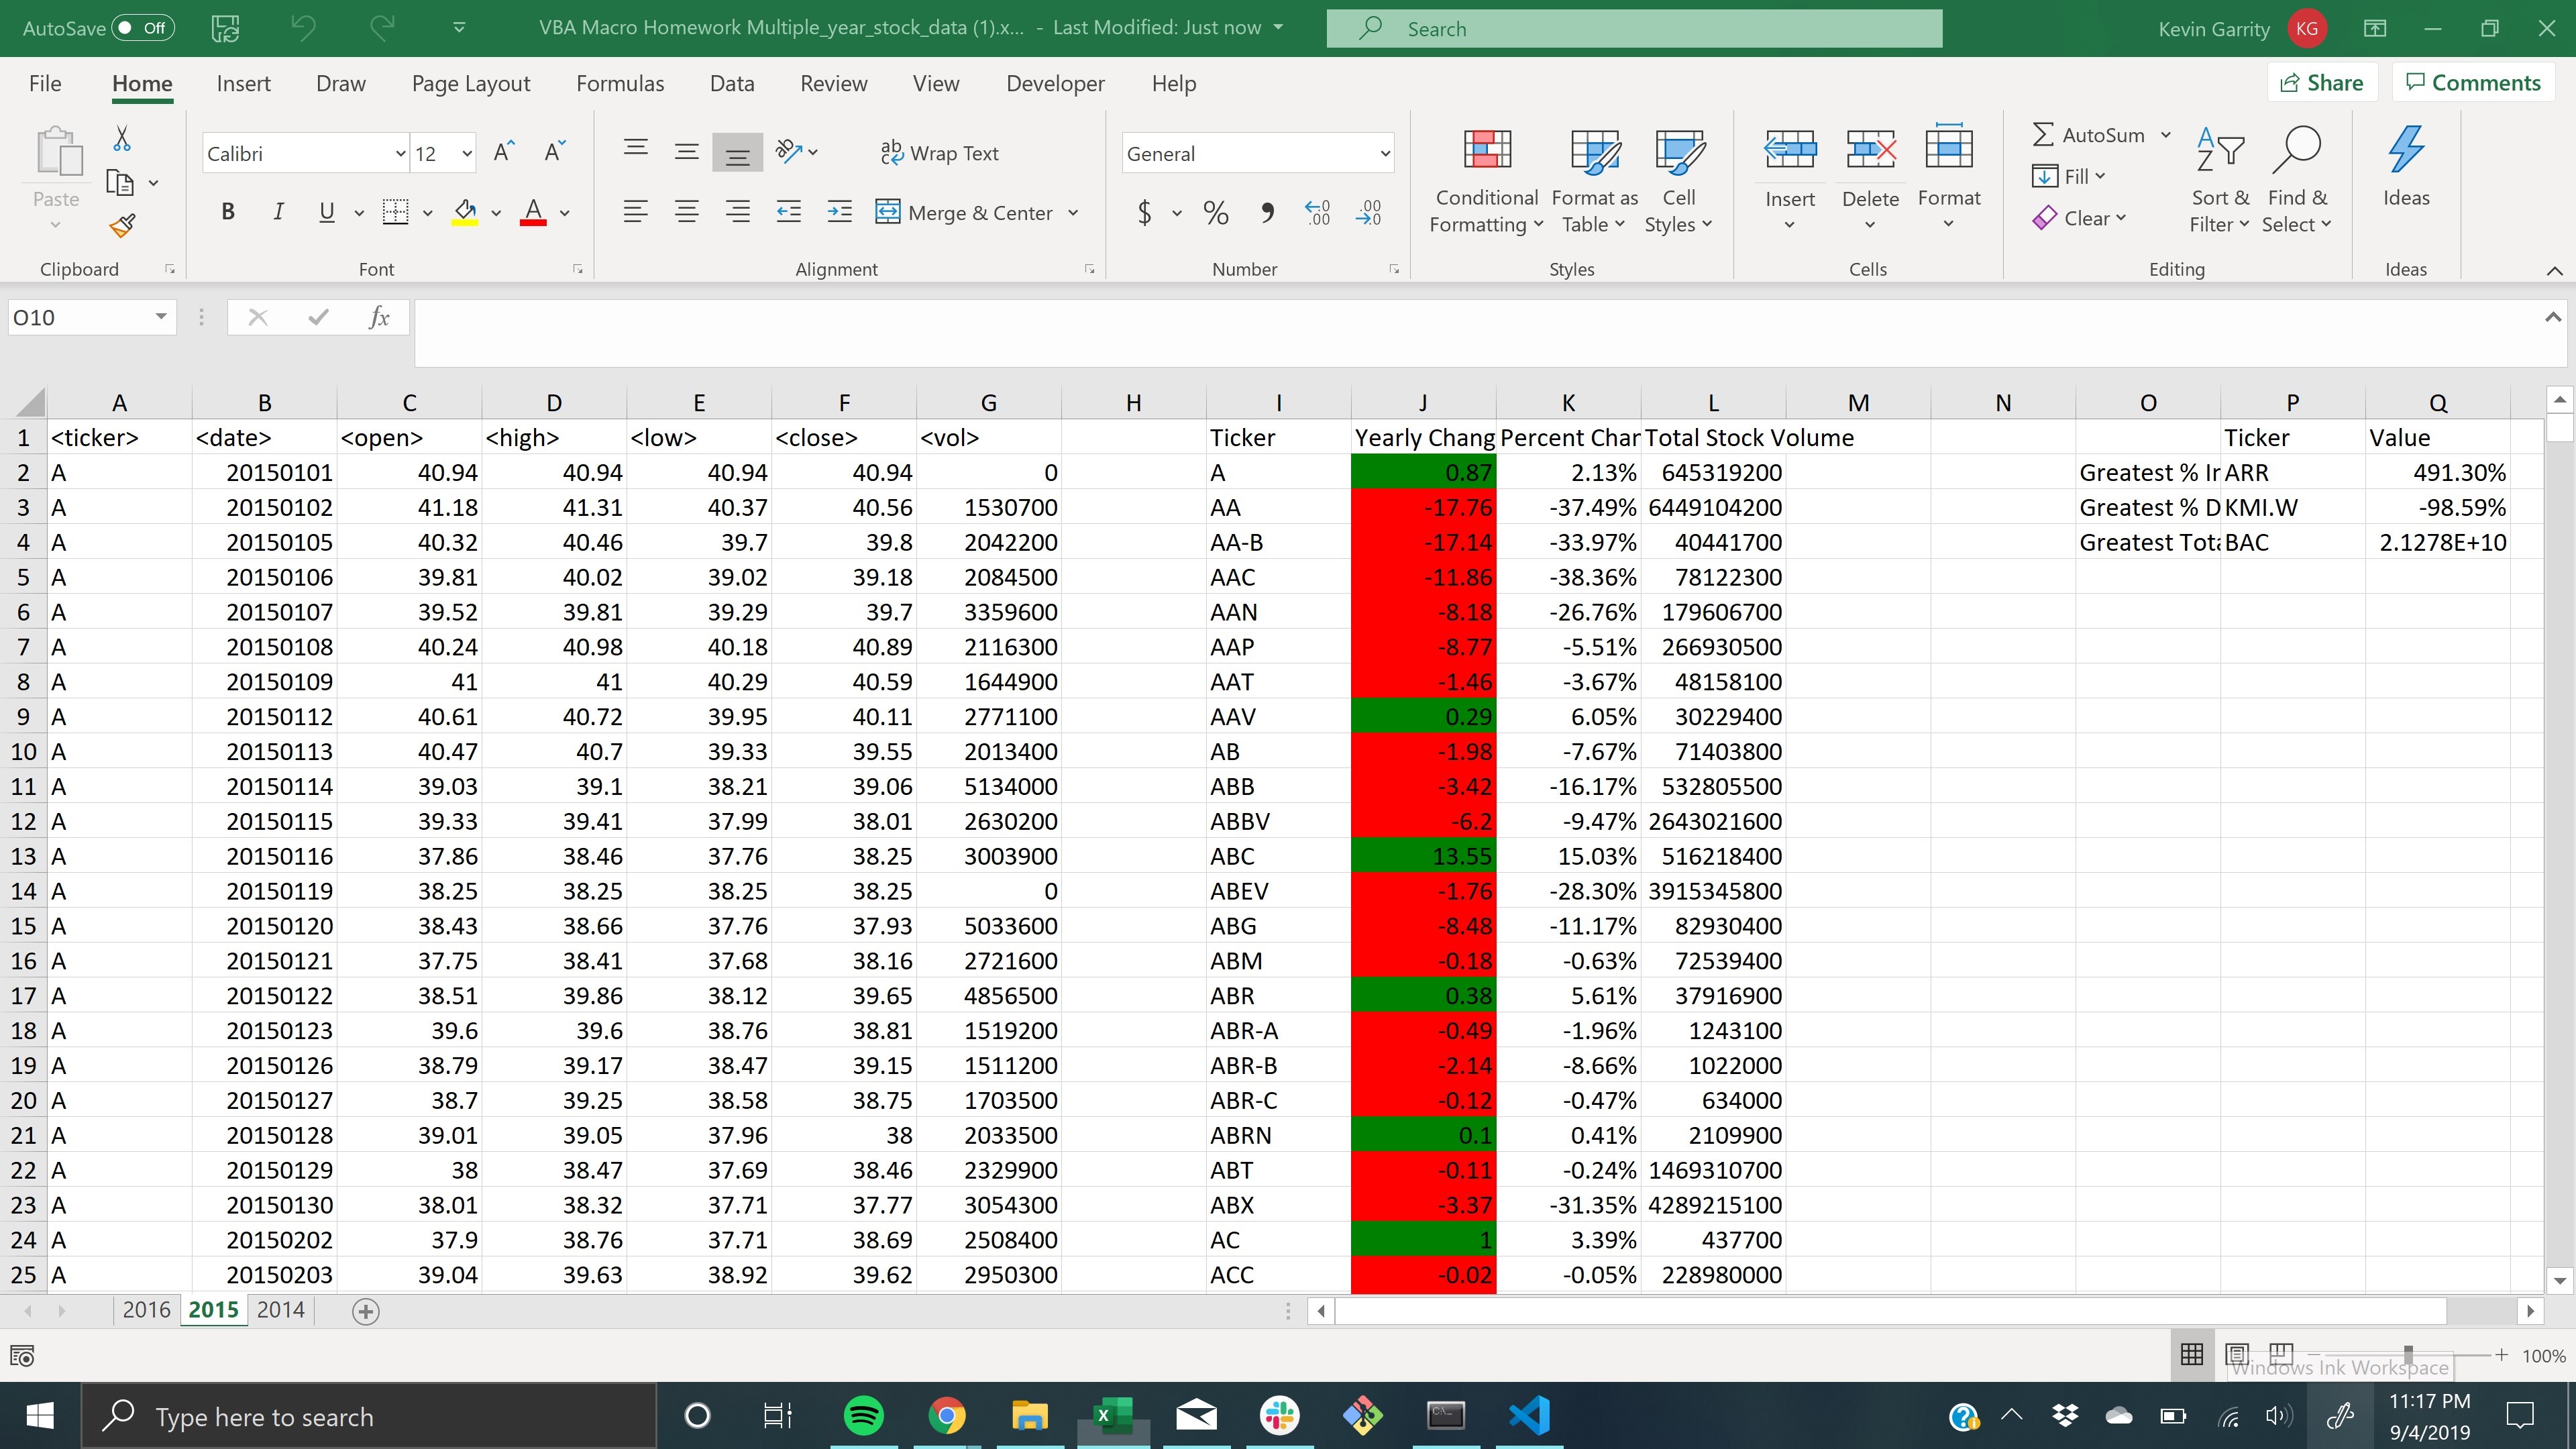 AutoSave Off VBA Macro Homework Multiple_year_stock_data (1).x... - Last Modified: Just now Search Kevin Garrity KG
File Home Insert Draw Page Layout Formulas Data Review View Developer Help Share Comments
Calibri 12 A A ab Wrap Text General AutoSum
Paste B I U A Merge & Center $ % Conditional Formatting Format as Table Cell Styles Insert Delete Format Fill Clear Sort & Filter Find & Select Ideas
Clipboard Font Alignment Number Styles Cells Editing Ideas
O10 fx
A B C D E F G H I J K L M N O P Q
1 <ticker> <date> <open> <high> <low> <close> <vol> Ticker Yearly Chang Percent Char Total Stock Volume Ticker Value
2 A 20150101 40.94 40.94 40.94 40.94 0 A 0.87 2.13% 645319200 Greatest % Ir ARR 491.30%
3 A 20150102 41.18 41.31 40.37 40.56 1530700 AA -17.76 -37.49% 6449104200 Greatest % D KMI.W -98.59%
4 A 20150105 40.32 40.46 39.7 39.8 2042200 AA-B -17.14 -33.97% 40441700 Greatest Tota BAC 2.1278E+10
5 A 20150106 39.81 40.02 39.02 39.18 2084500 AAC -11.86 -38.36% 78122300
6 A 20150107 39.52 39.81 39.29 39.7 3359600 AAN -8.18 -26.76% 179606700
7 A 20150108 40.24 40.98 40.18 40.89 2116300 AAP -8.77 -5.51% 266930500
8 A 20150109 41 41 40.29 40.59 1644900 AAT -1.46 -3.67% 48158100
9 A 20150112 40.61 40.72 39.95 40.11 2771100 AAV 0.29 6.05% 30229400
10 A 20150113 40.47 40.7 39.33 39.55 2013400 AB -1.98 -7.67% 71403800
11 A 20150114 39.03 39.1 38.21 39.06 5134000 ABB -3.42 -16.17% 532805500
12 A 20150115 39.33 39.41 37.99 38.01 2630200 ABBV -6.2 -9.47% 2643021600
13 A 20150116 37.86 38.46 37.76 38.25 3003900 ABC 13.55 15.03% 516218400
14 A 20150119 38.25 38.25 38.25 38.25 0 ABEV -1.76 -28.30% 3915345800
15 A 20150120 38.43 38.66 37.76 37.93 5033600 ABG -8.48 -11.17% 82930400
16 A 20150121 37.75 38.41 37.68 38.16 2721600 ABM -0.18 -0.63% 72539400
17 A 20150122 38.51 39.86 38.12 39.65 4856500 ABR 0.38 5.61% 37916900
18 A 20150123 39.6 39.6 38.76 38.81 1519200 ABR-A -0.49 -1.96% 1243100
19 A 20150126 38.79 39.17 38.47 39.15 1511200 ABR-B -2.14 -8.66% 1022000
20 A 20150127 38.7 39.25 38.58 38.75 1703500 ABR-C -0.12 -0.47% 634000
21 A 20150128 39.01 39.05 37.96 38 2033500 ABRN 0.1 0.41% 2109900
22 A 20150129 38 38.47 37.69 38.46 2329900 ABT -0.11 -0.24% 1469310700
23 A 20150130 38.01 38.32 37.71 37.77 3054300 ABX -3.37 -31.35% 4289215100
24 A 20150202 37.9 38.76 37.71 38.69 2508400 AC 1 3.39% 437700
25 A 20150203 39.04 39.63 38.92 39.62 2950300 ACC -0.02 -0.05% 228980000
2016 2015 2014
100%
Windows Ink Workspace
Type here to search 11:17 PM
9/4/2019